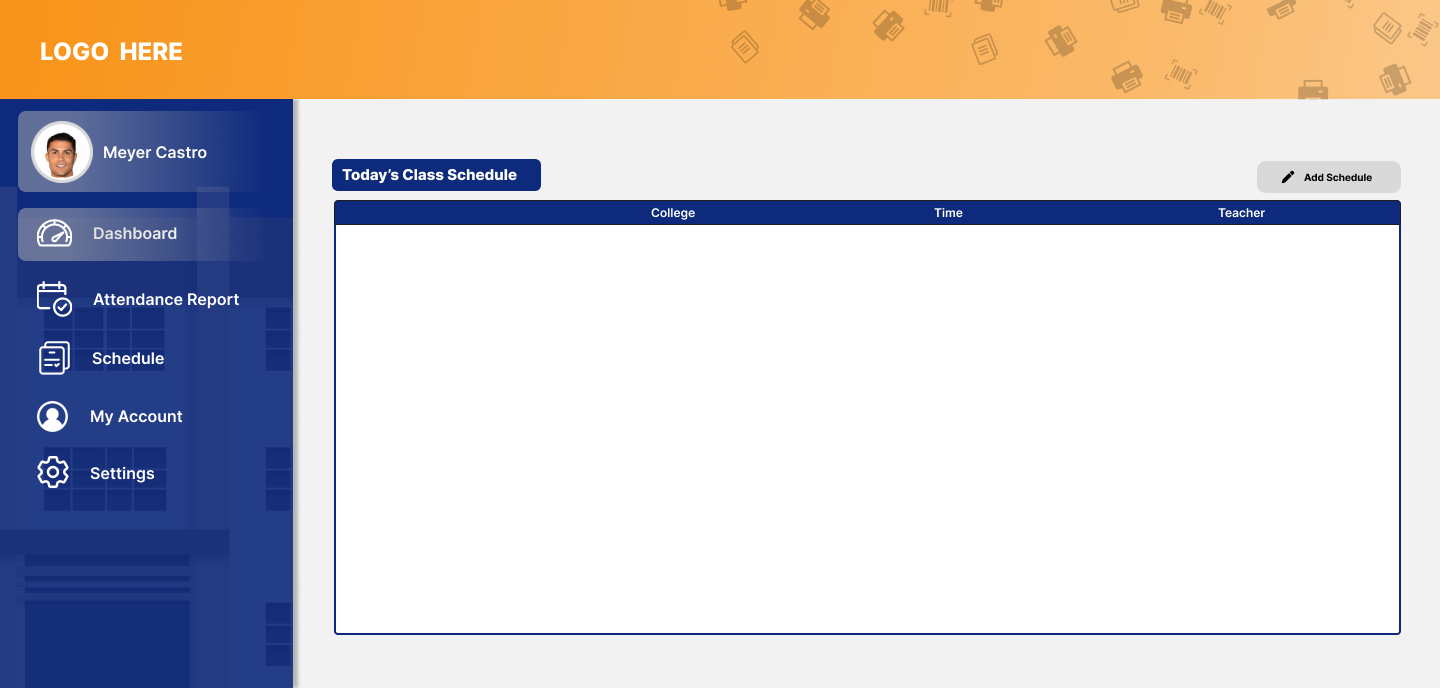 LOGO HERE
Meyer Castro
Dashboard
Attendance Report
Schedule
My Account
Settings
Today’s Class Schedule
Add Schedule
College Time Teacher